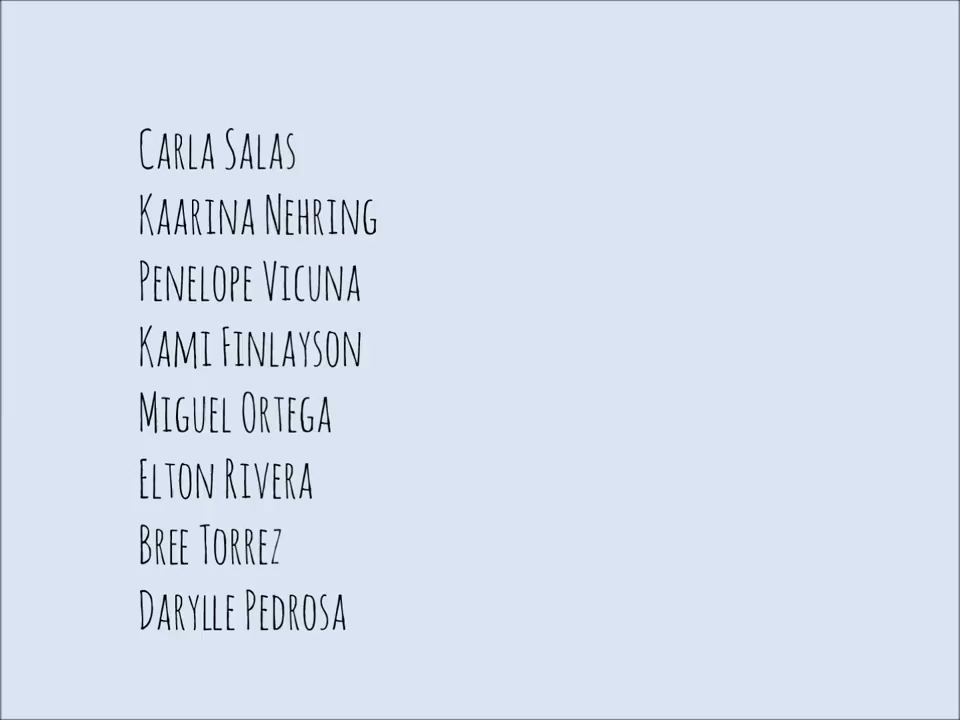 Carla Salas
Kaarina Nehring
Penelope Vicuna
Kami Finlayson
Miguel Ortega
Elton Rivera
Bree Torrez
Darylle Pedrosa